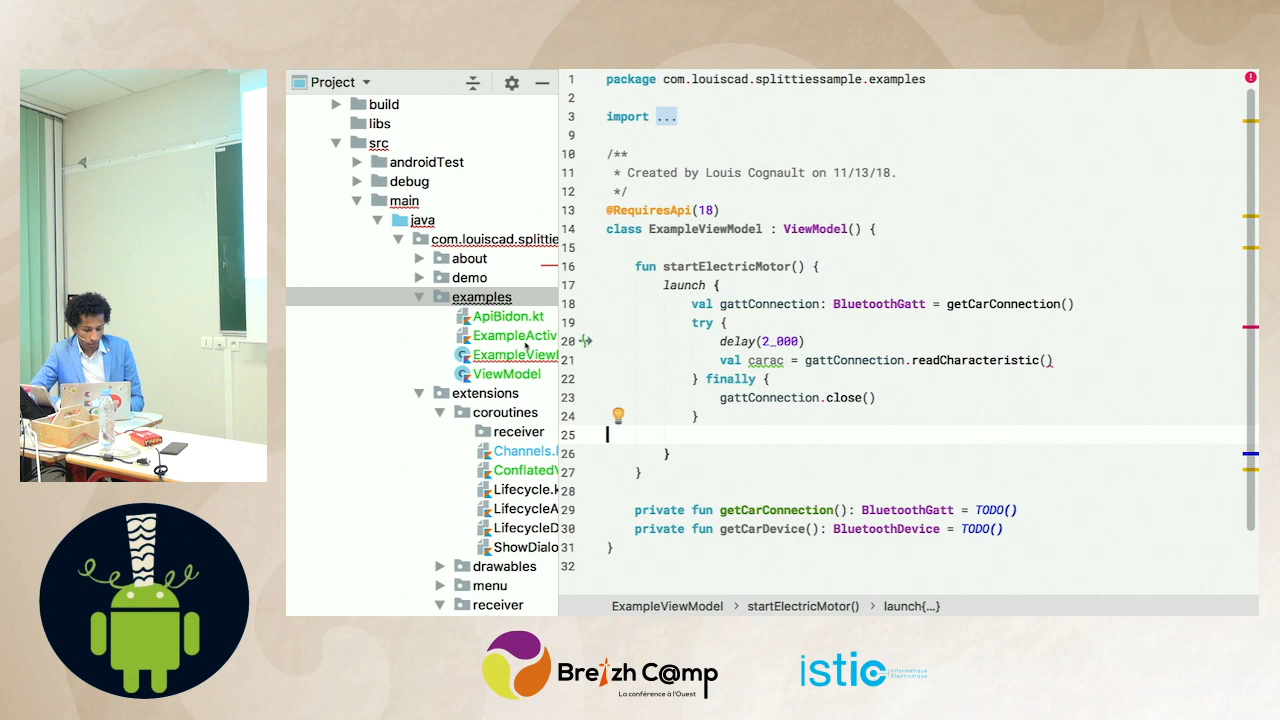 Project
build
libs
src
androidTest
debug
main
java
com.louiscad.splittie
about
demo
examples
ApiBidon.kt
ExampleActiv
ExampleViewI
ViewModel
extensions
coroutines
receiver
Channels.
Conflated
Lifecycle.k
LifecycleA
LifecycleD
ShowDialo
drawables
menu
receiver
1 package com.louiscad.splittiessample.examples
2
3 import ...
9
10 /**
11 * Created by Louis Cognault on 11/13/18.
12 */
13 @RequiresApi(18)
14 class ExampleViewModel : ViewModel() {
15
16 fun startElectricMotor() {
17 launch {
18 val gattConnection: BluetoothGatt = getCarConnection()
19 try {
20 delay(2_000)
21 val carac = gattConnection.readCharacteristic()
22 } finally {
23 gattConnection.close()
24 }
25
26 }
27 }
28
29 private fun getCarConnection(): BluetoothGatt = TODO()
30 private fun getCarDevice(): BluetoothDevice = TODO()
31 }
32
ExampleViewModel > startElectricMotor() > launch{...}
Breizh C@mp
La conférence à l'Ouest
istic Informatique
Électronique